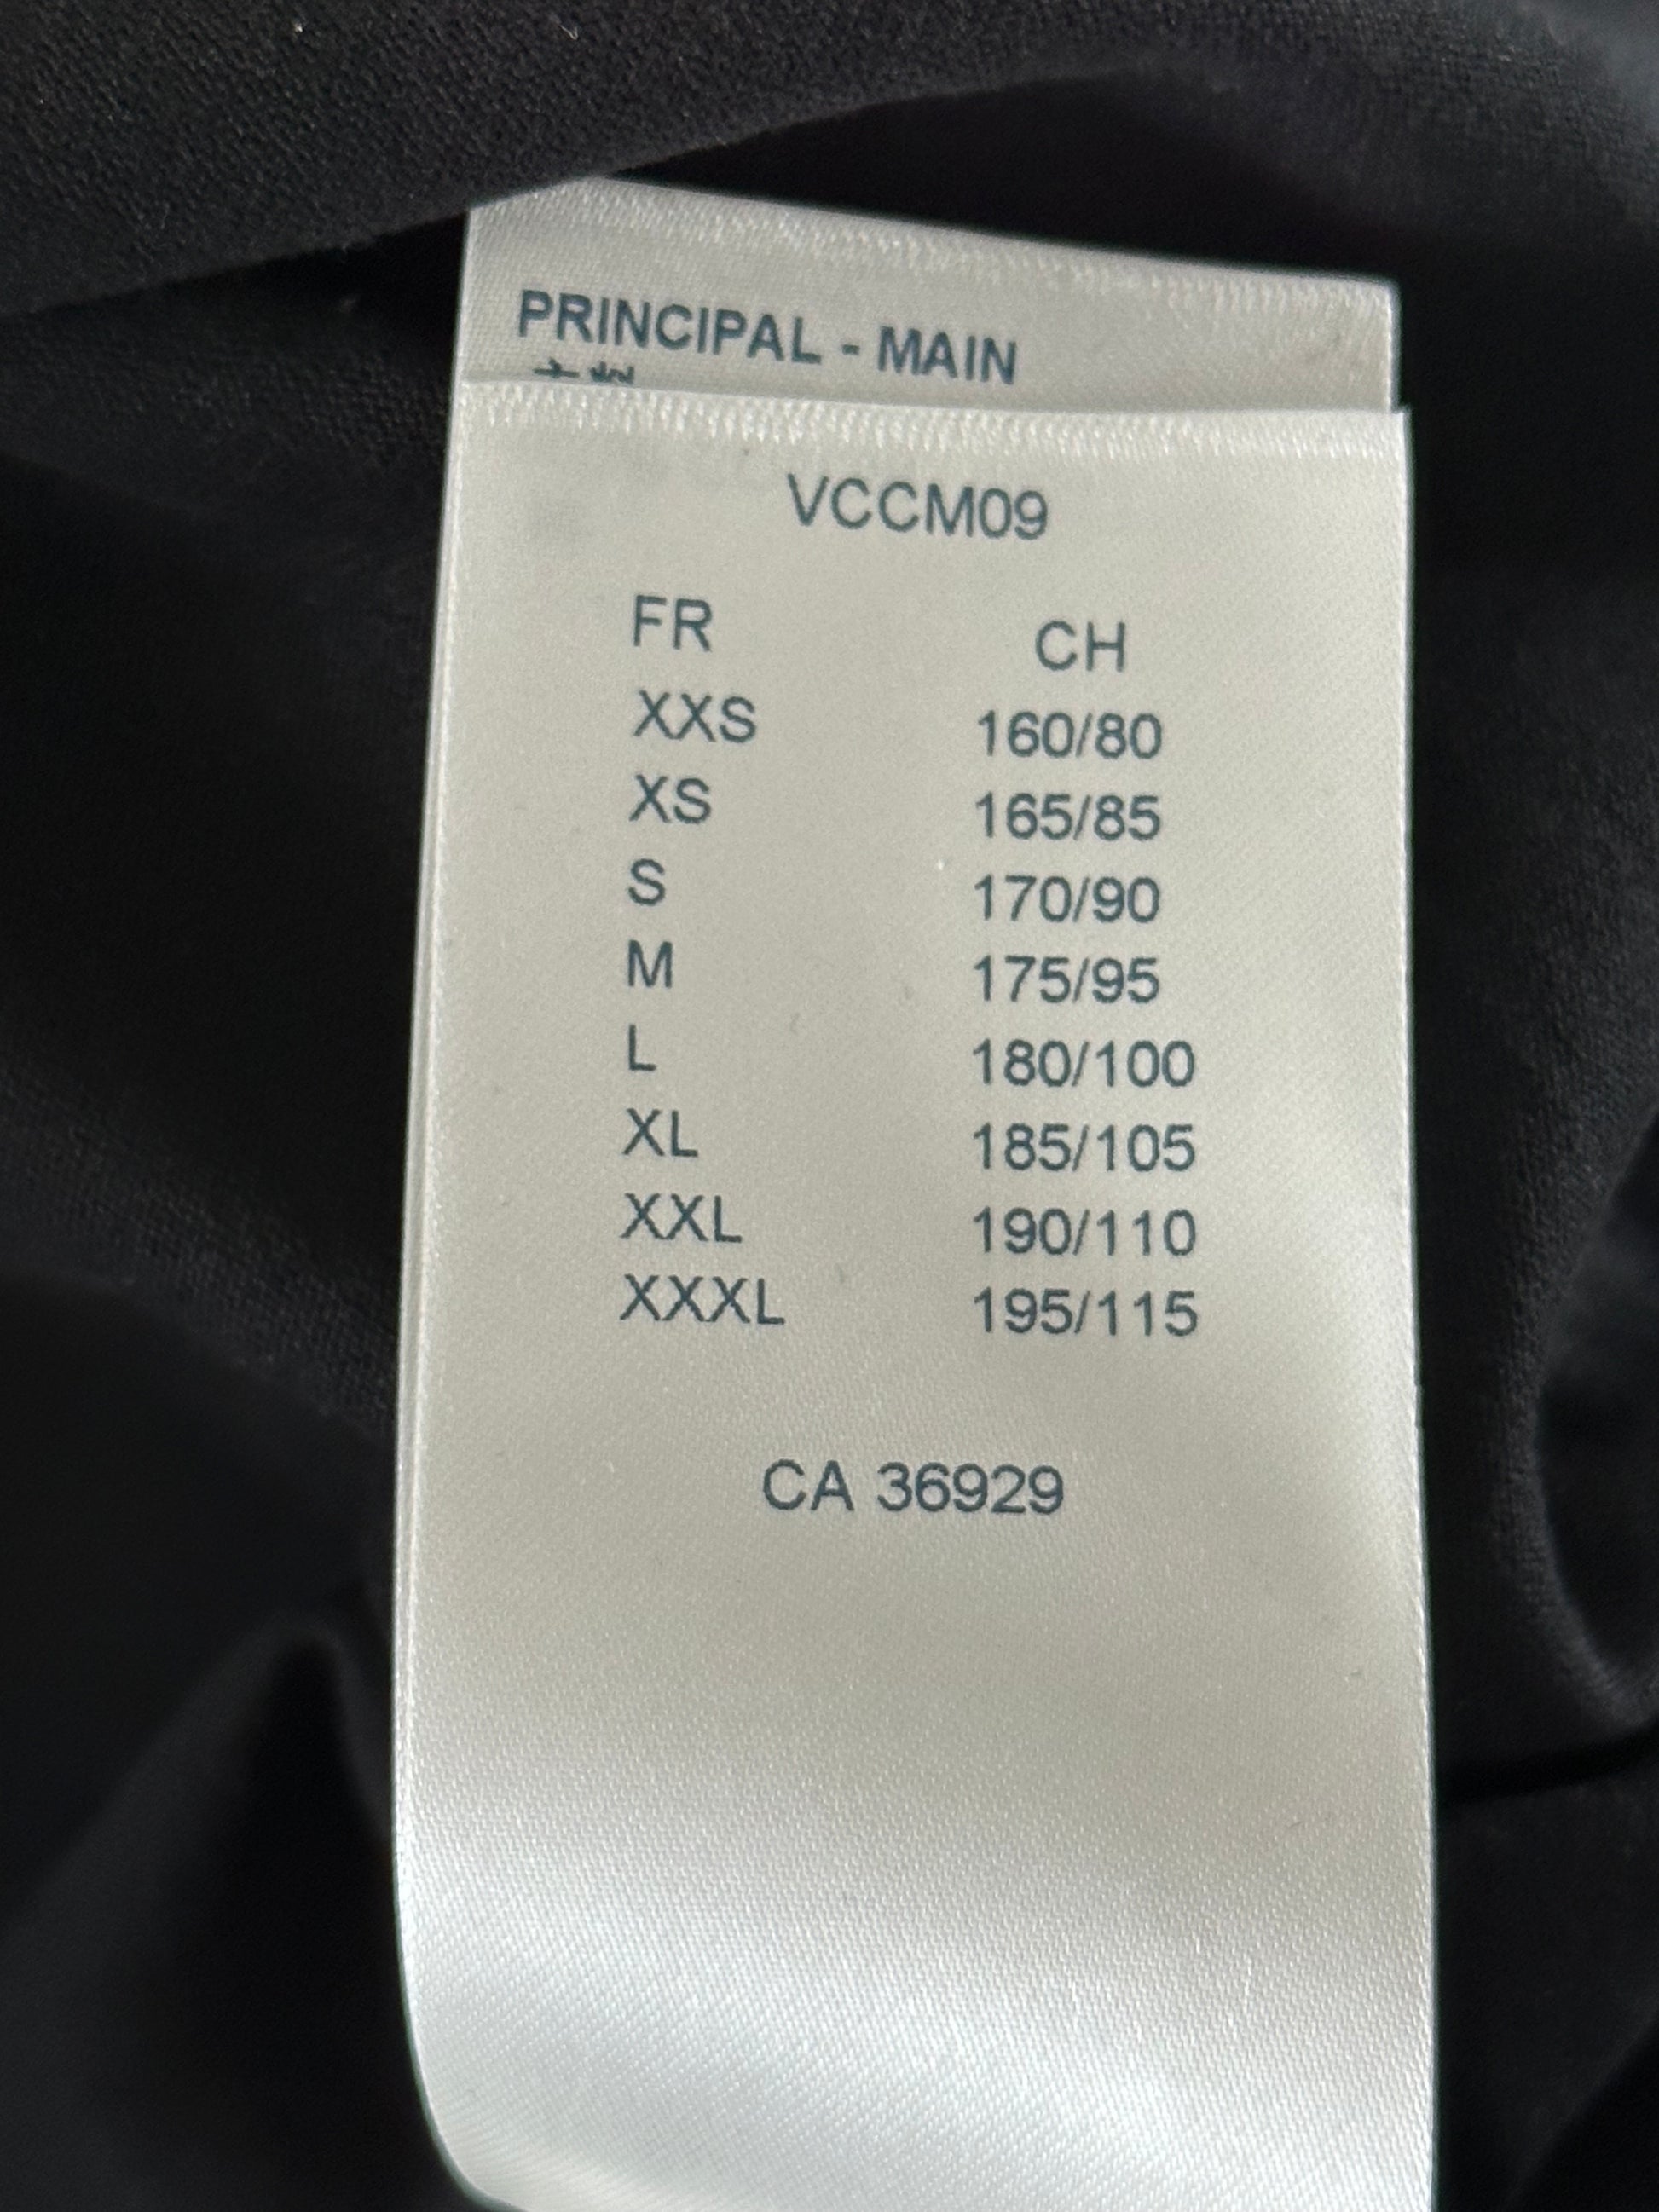 PRINCIPAL - MAIN
VCCM09
FR CH
XXS 160/80
XS 165/85
S 170/90
M 175/95
L 180/100
XL 185/105
XXL 190/110
XXXL 195/115
CA 36929